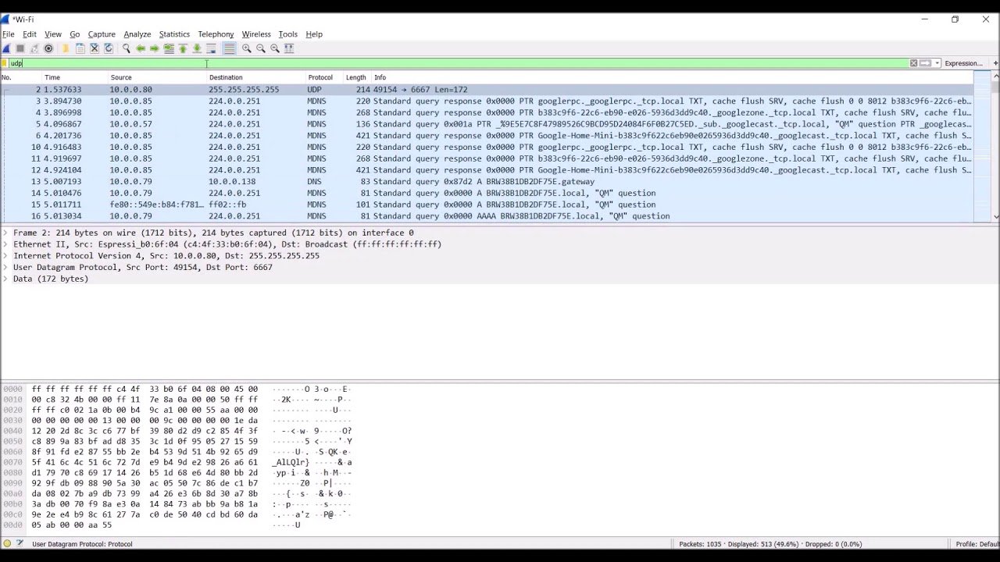 *Wi-Fi
File Edit View Go Capture Analyze Statistics Telephony Wireless Tools Help
udp Expression... +
No. Time Source Destination Protocol Length Info
2 1.537633 10.0.0.80 255.255.255.255 UDP 214 49154 → 6667 Len=172
3 3.894730 10.0.0.85 224.0.0.251 MDNS 220 Standard query response 0x0000 PTR googlerpc._googlerpc._tcp.local TXT, cache flush SRV, cache flush 0 0 8012 b383c9f6-22c6-eb…
4 3.896998 10.0.0.85 224.0.0.251 MDNS 268 Standard query response 0x0000 PTR b383c9f6-22c6-eb90-e026-5936d3dd9c40._googlezone._tcp.local TXT, cache flush SRV, cache flu…
5 4.096867 10.0.0.57 224.0.0.251 MDNS 136 Standard query 0x001a PTR _%9E5E7C8F47989526C9BCD95D24084F6F0B27C5ED._sub._googlecast._tcp.local, "QM" question PTR _googlecas…
6 4.201736 10.0.0.85 224.0.0.251 MDNS 421 Standard query response 0x0000 PTR Google-Home-Mini-b383c9f622c6eb90e0265936d3dd9c40._googlecast._tcp.local TXT, cache flush S…
10 4.916483 10.0.0.85 224.0.0.251 MDNS 220 Standard query response 0x0000 PTR googlerpc._googlerpc._tcp.local TXT, cache flush SRV, cache flush 0 0 8012 b383c9f6-22c6-eb…
11 4.919697 10.0.0.85 224.0.0.251 MDNS 268 Standard query response 0x0000 PTR b383c9f6-22c6-eb90-e026-5936d3dd9c40._googlezone._tcp.local TXT, cache flush SRV, cache flu…
12 4.924104 10.0.0.85 224.0.0.251 MDNS 421 Standard query response 0x0000 PTR Google-Home-Mini-b383c9f622c6eb90e0265936d3dd9c40._googlecast._tcp.local TXT, cache flush S…
13 5.007193 10.0.0.79 10.0.0.138 DNS 83 Standard query 0x87d2 A BRW38B1DB2DF75E.gateway
14 5.010476 10.0.0.79 224.0.0.251 MDNS 81 Standard query 0x0000 A BRW38B1DB2DF75E.local, "QM" question
15 5.011711 fe80::549e:b84:f781… ff02::fb MDNS 101 Standard query 0x0000 A BRW38B1DB2DF75E.local, "QM" question
16 5.013034 10.0.0.79 224.0.0.251 MDNS 81 Standard query 0x0000 AAAA BRW38B1DB2DF75E.local, "QM" question
Frame 2: 214 bytes on wire (1712 bits), 214 bytes captured (1712 bits) on interface 0
Ethernet II, Src: Espressi_b0:6f:04 (c4:4f:33:b0:6f:04), Dst: Broadcast (ff:ff:ff:ff:ff:ff)
Internet Protocol Version 4, Src: 10.0.0.80, Dst: 255.255.255.255
User Datagram Protocol, Src Port: 49154, Dst Port: 6667
Data (172 bytes)
0000 ff ff ff ff ff ff c4 4f 33 b0 6f 04 08 00 45 00 ·······O 3·o···E·
0010 00 c8 32 4b 00 00 ff 11 7e 8a 0a 00 00 50 ff ff ··2K···· ~····P··
0020 ff ff c0 02 1a 0b 00 b4 9c a1 00 00 55 aa 00 00 ········ ····U···
0030 00 00 00 00 00 13 00 00 00 9c 00 00 00 00 1e da ········ ········
0040 12 20 2d 8c 3c c6 77 bf 39 80 d2 d9 c2 85 4f 3f · -·<·w· 9·····O?
0050 c8 89 9a 83 bf ad d8 35 3c 1d 0f 95 05 27 15 59 ·······5 <····'·Y
0060 8f 91 fd e2 87 55 bb 2e b4 53 9d 51 4b 92 65 d9 ·····U·. ·S·QK·e·
0070 5f 41 6c 4c 51 6c 72 7d e9 b4 9d e2 98 26 a6 61 _AlLQlr} ·····&·a
0080 d1 79 70 c8 69 17 14 26 b5 1d 68 e6 4d 80 bb 2d ·yp·i··& ··h·M··-
0090 92 9f db 09 88 90 5a 30 ac 05 50 7c 86 de c1 b7 ······Z0 ··P|····
00a0 da 08 02 7b a9 db 73 99 a4 26 e3 6b 8d 30 a7 8b ···{··s· ·&·k·0··
00b0 3a db 00 70 f9 8a e3 0a 14 84 73 ab bb 9a b8 1a :··p···· ··s·····
00c0 9e 2e e4 b9 8c 61 27 7a c0 de 50 40 cd bd 60 da ·.···a'z ··P@··`·
00d0 05 ab 00 00 aa 55 ·····U
User Datagram Protocol: Protocol Packets: 1035 · Displayed: 513 (49.6%) · Dropped: 0 (0.0%) Profile: Defaul